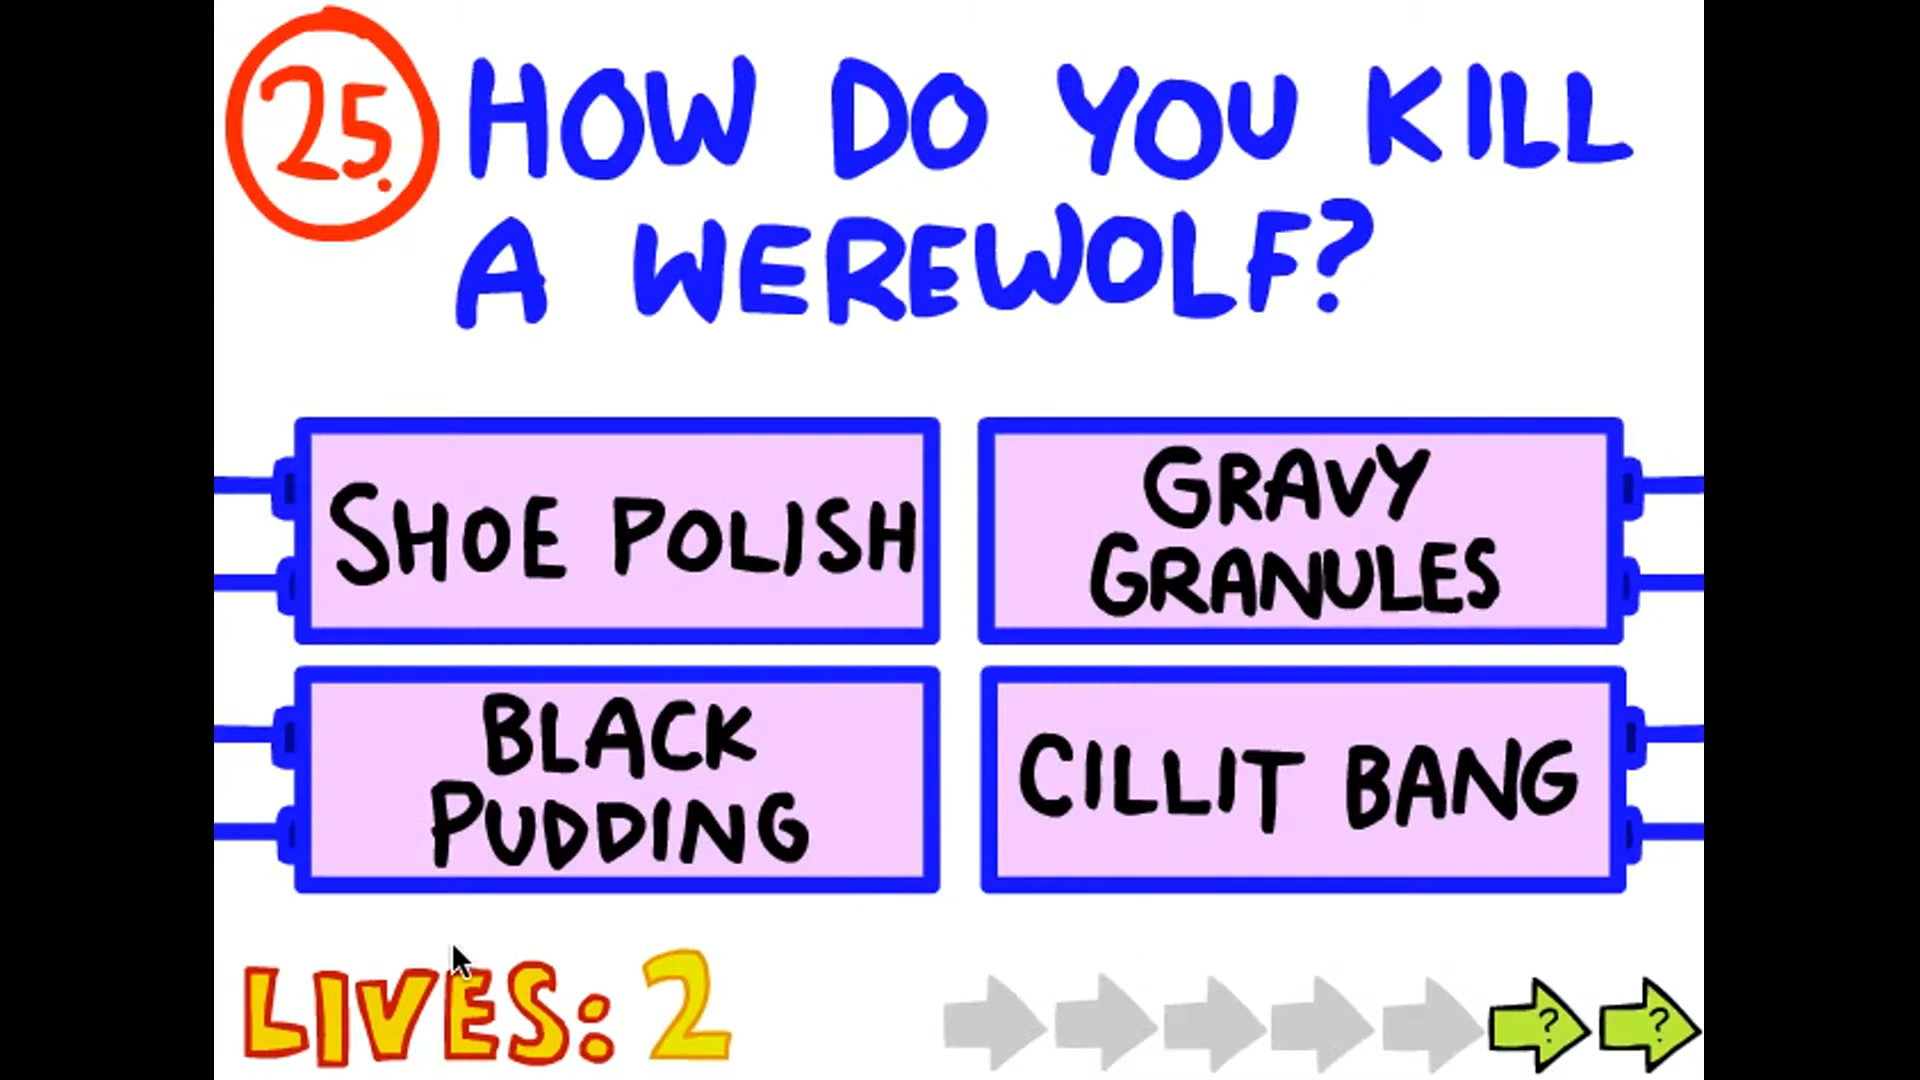 25. HOW DO YOU KILL
A WEREWOLF?
SHOE POLISH
GRAVY
GRANULES
BLACK
PUDDING
CILLIT BANG
LIVES: 2
? ?